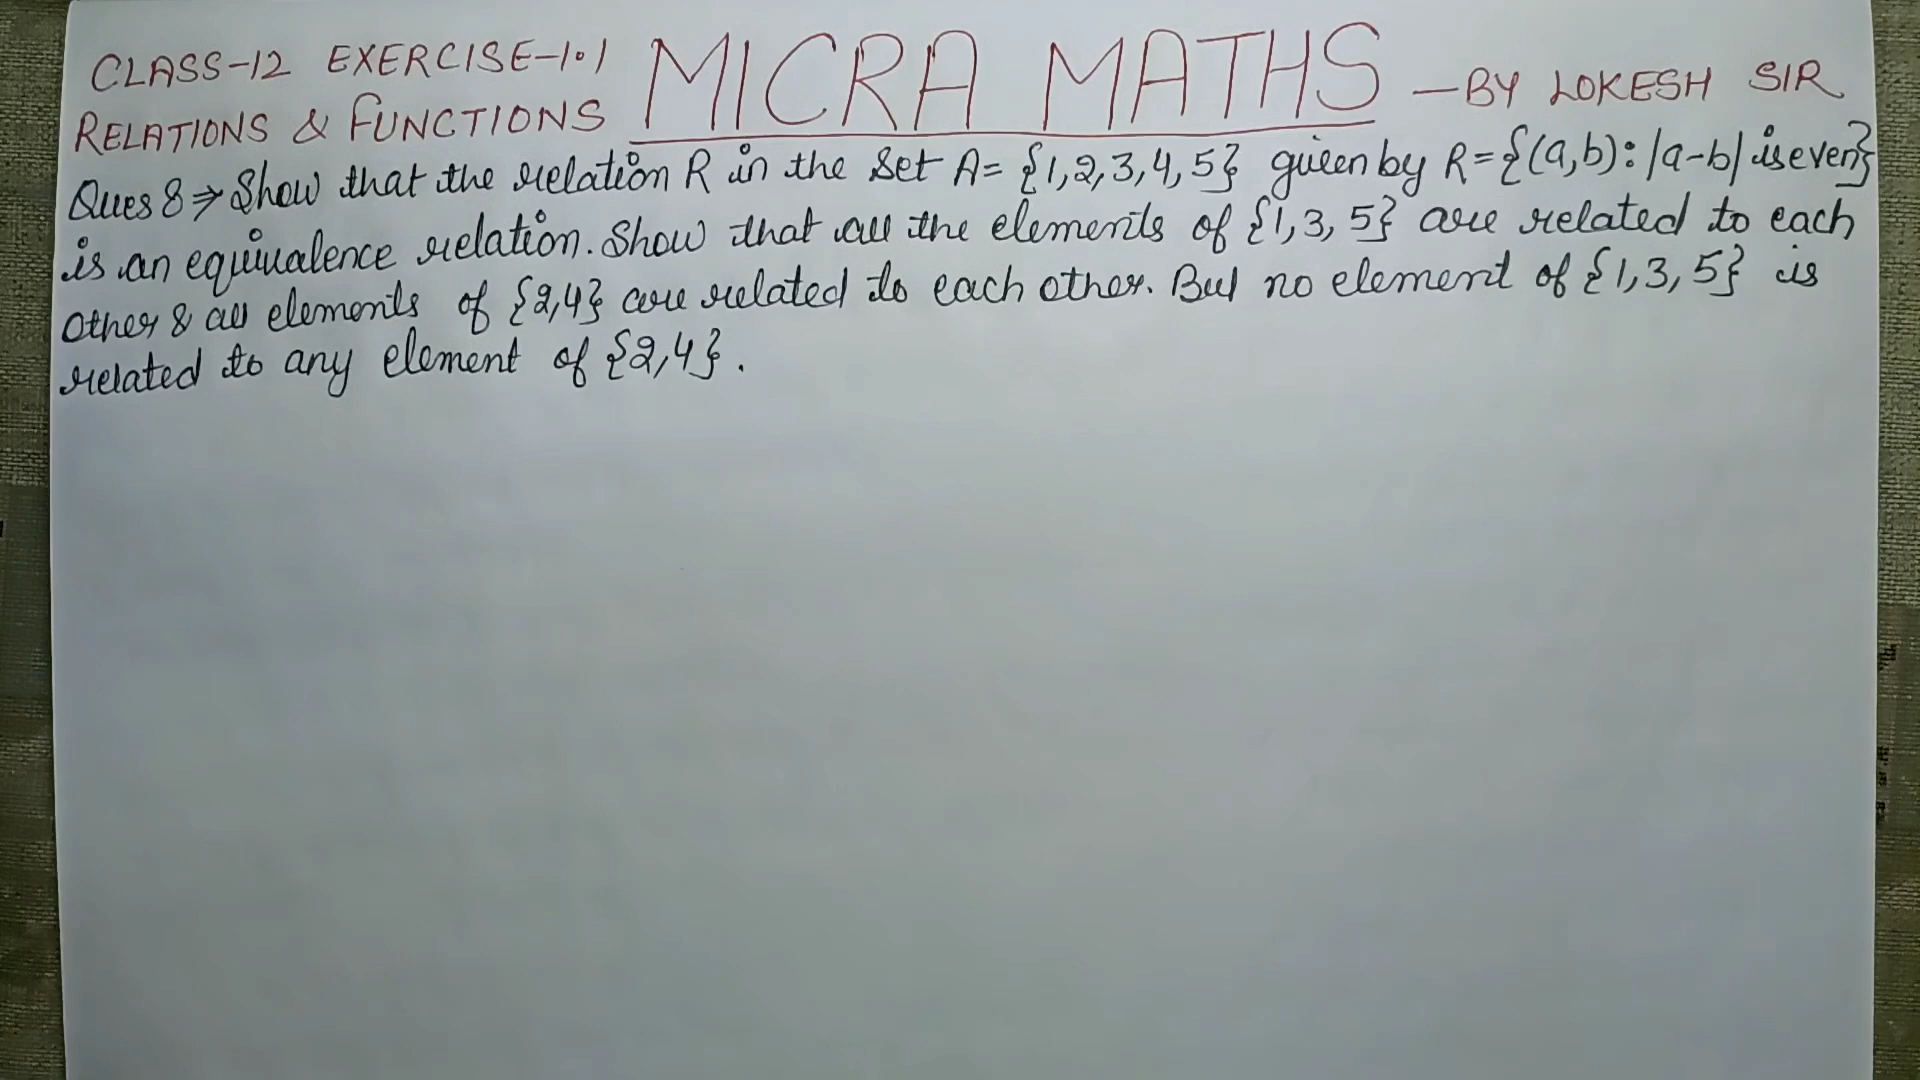 CLASS-12 EXERCISE-1.1 MICRA MATHS - BY LOKESH SIR
RELATIONS & FUNCTIONS
Ques 8 ⇒ Show that the relation R in the set A= {1,2,3,4,5} given by R={(a,b): |a-b| is even}
is an equivalence relation. Show that all the elements of {1,3,5} are related to each
other & all elements of {2,4} are related to each other. But no element of {1,3,5} is
related to any element of {2,4}.